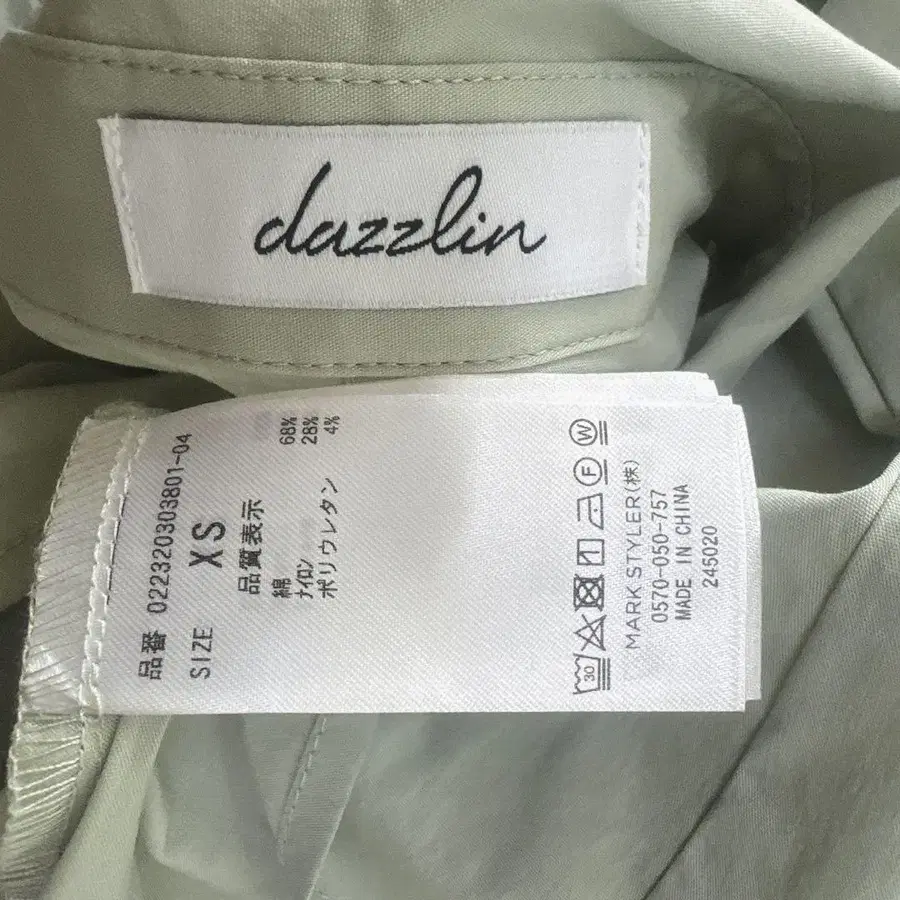 dazzlin
品番 022320303801-04
SIZE XS
品質表示
綿 68%
ナイロン 28%
ポリウレタン 4%
30
F
W
MARK STYLER(株)
0570-050-757
MADE IN CHINA
245020